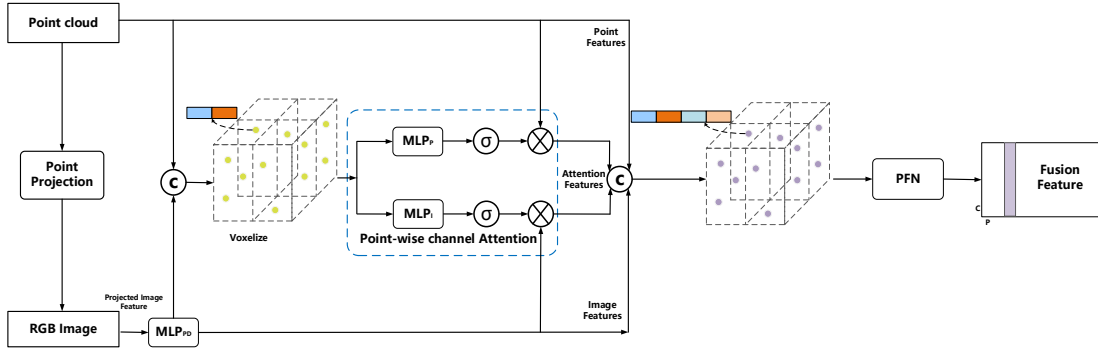 Point cloud
Point
Features
Point
Projection
C
MLPP
σ
Attention
Features
C
PFN
Fusion
Feature
C
P
MLPI
σ
Voxelize
Point-wise channel Attention
Projected Image
Feature
RGB Image
MLPPD
Image
Features